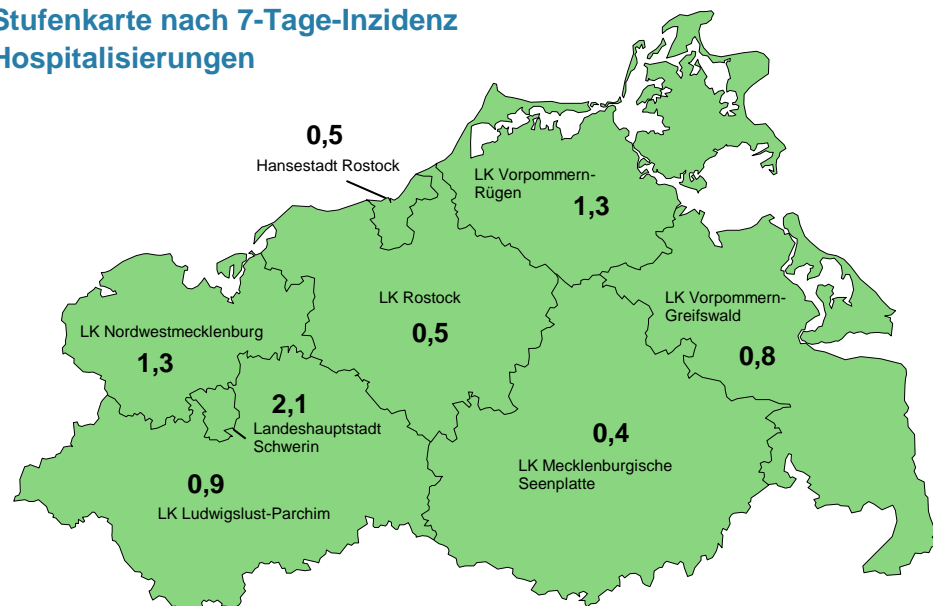 Stufenkarte nach 7-Tage-Inzidenz
Hospitalisierungen
0,5
Hansestadt Rostock
LK Vorpommern-
Rügen
1,3
LK Rostock
0,5
LK Vorpommern-
Greifswald
0,8
LK Nordwestmecklenburg
1,3
2,1
Landeshauptstadt
Schwerin
0,4
LK Mecklenburgische
Seenplatte
0,9
LK Ludwigslust-Parchim